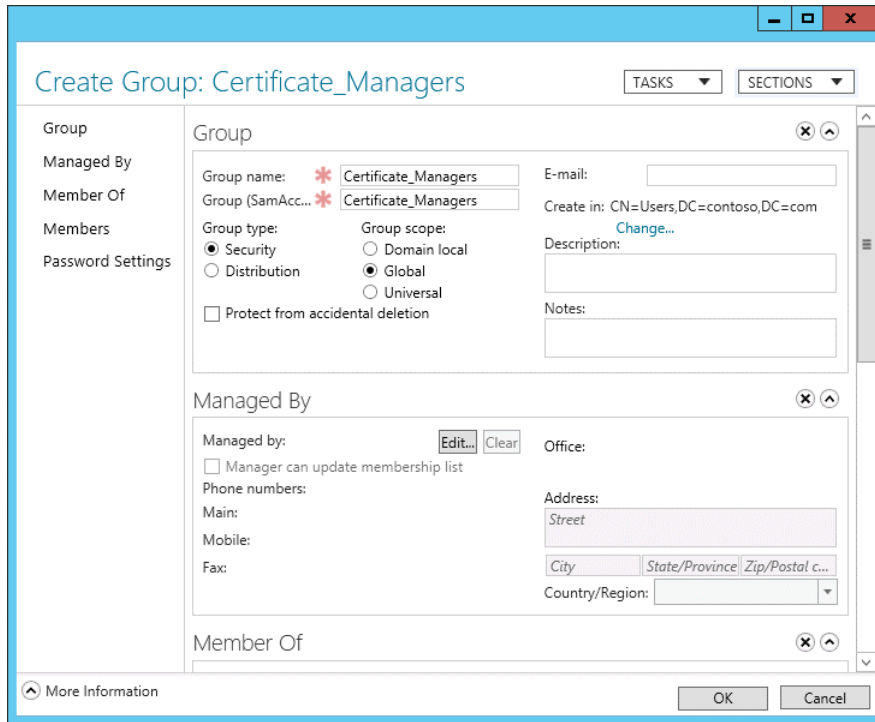 Create Group: Certificate_Managers
TASKS
SECTIONS
Group
Managed By
Member Of
Members
Password Settings
Group
Group name:
Certificate_Managers
Group (SamAcc...
Certificate_Managers
Group type:
Group scope:
Security
Domain local
Distribution
Global
Universal
Protect from accidental deletion
E-mail:
Create in: CN=Users,DC=contoso,DC=com
Change...
Description:
Notes:
Managed By
Managed by:
Edit...
Clear
Manager can update membership list
Phone numbers:
Main:
Mobile:
Fax:
Office:
Address:
Street
City
State/Province
Zip/Postal c...
Country/Region:
Member Of
More Information
OK
Cancel